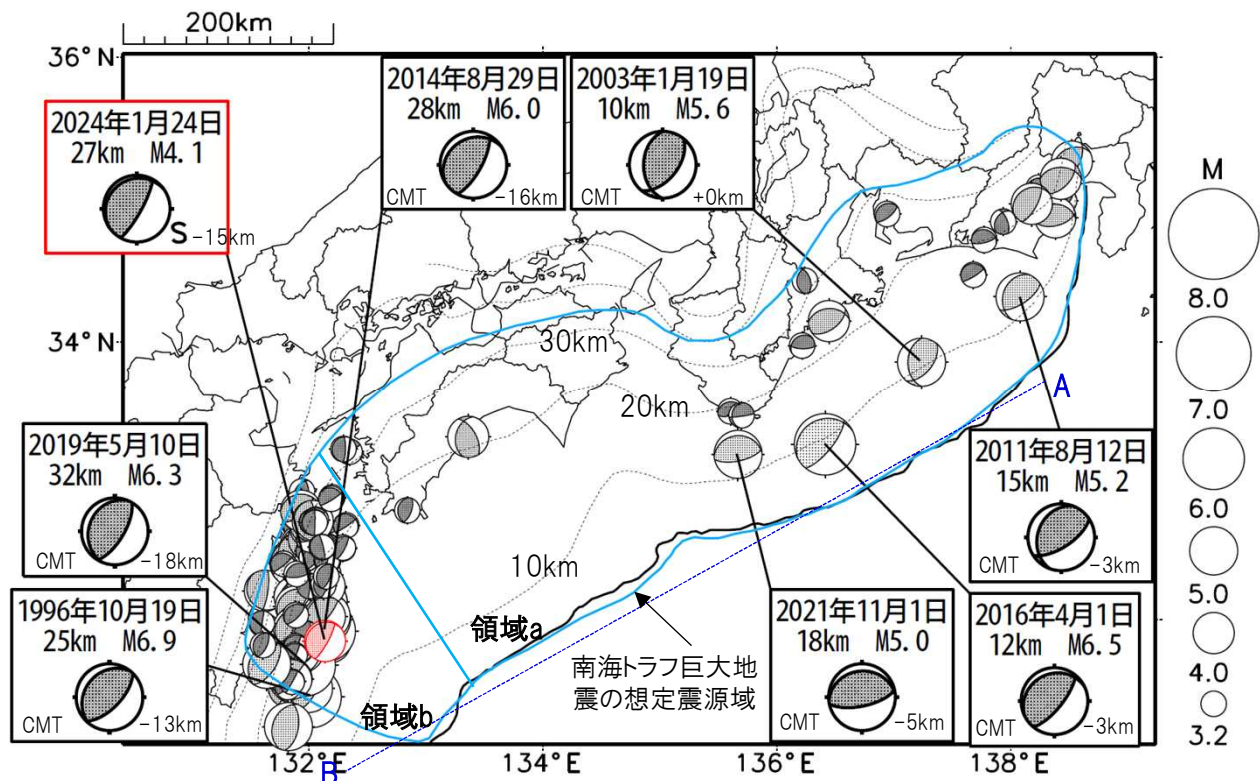 200km
36°N
34°N
132°E
134°E
136°E
138°E
2024年1月24日
27km M4.1
S
-15km
2014年8月29日
28km M6.0
CMT
-16km
2003年1月19日
10km M5.6
CMT
+0km
2019年5月10日
32km M6.3
CMT
-18km
1996年10月19日
25km M6.9
CMT
-13km
30km
20km
10km
領域a
領域b
南海トラフ巨大地
震の想定震源域
A
B
2011年8月12日
15km M5.2
CMT
-3km
2021年11月1日
18km M5.0
CMT
-5km
2016年4月1日
12km M6.5
CMT
-3km
M
8.0
7.0
6.0
5.0
4.0
3.2